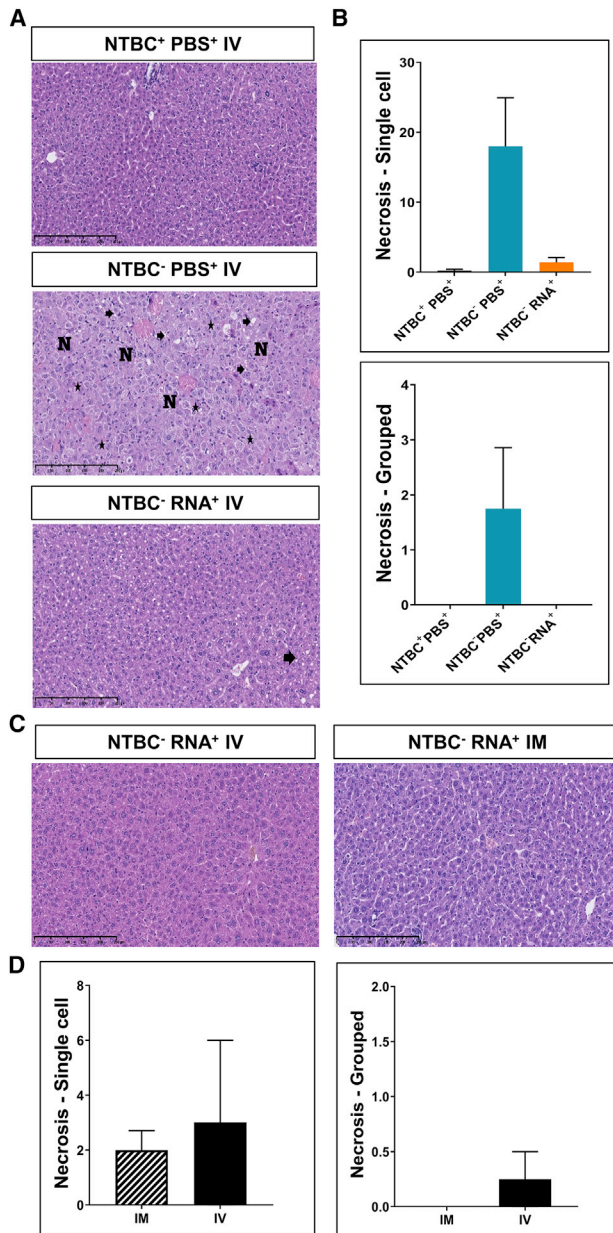 A
NTBC⁺ PBS⁺ IV
NTBC⁻ PBS⁺ IV
N
N
N
N
NTBC⁻ RNA⁺ IV
B
Necrosis - Single cell
30
20
10
0
NTBC⁺ PBS⁺
NTBC⁻ PBS⁺
NTBC⁻ RNA⁺
Necrosis - Grouped
4
3
2
1
0
NTBC⁺ PBS⁺
NTBC⁻ PBS⁺
NTBC⁻ RNA⁺
C
NTBC⁻ RNA⁺ IV
NTBC⁻ RNA⁺ IM
D
Necrosis - Single cell
8
6
4
2
0
IM
IV
Necrosis - Grouped
2.0
1.5
1.0
0.5
0.0
IM
IV